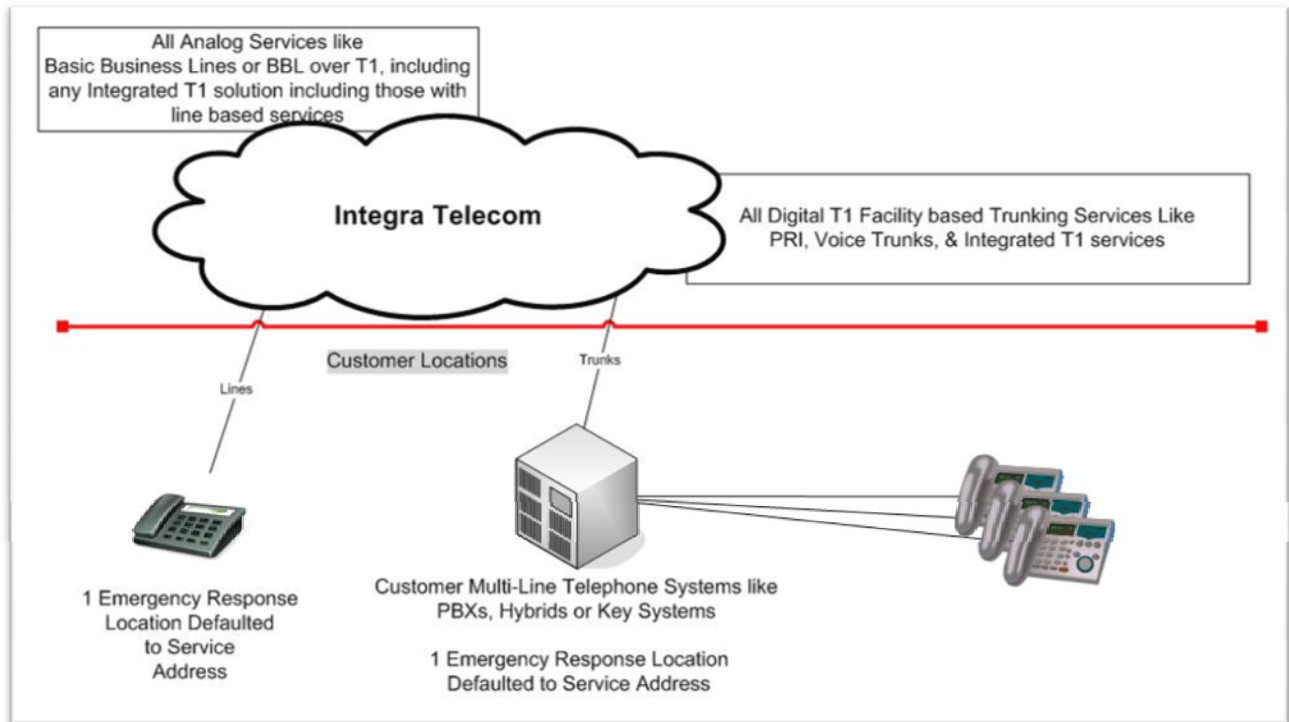 All Analog Services like
Basic Business Lines or BBL over T1, including
any Integrated T1 solution including those with
line based services
Integra Telecom
All Digital T1 Facility based Trunking Services Like
PRI, Voice Trunks, & Integrated T1 services
Customer Locations
Trunks
Lines
1 Emergency Response
Location Defaulted
to Service
Address
Customer Multi-Line Telephone Systems like
PBXs, Hybrids or Key Systems
1 Emergency Response Location
Defaulted to Service Address